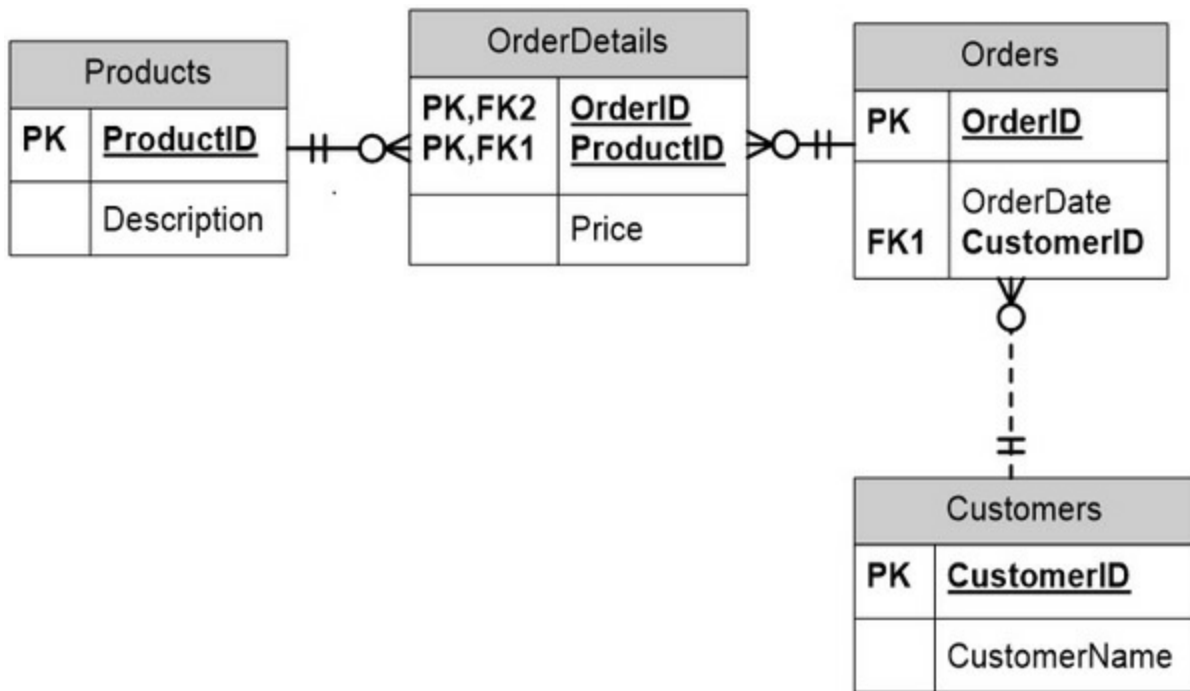 Products
PK ProductID
Description
OrderDetails
PK,FK2 OrderID
PK,FK1 ProductID
Price
Orders
PK OrderID
OrderDate
FK1 CustomerID
Customers
PK CustomerID
CustomerName